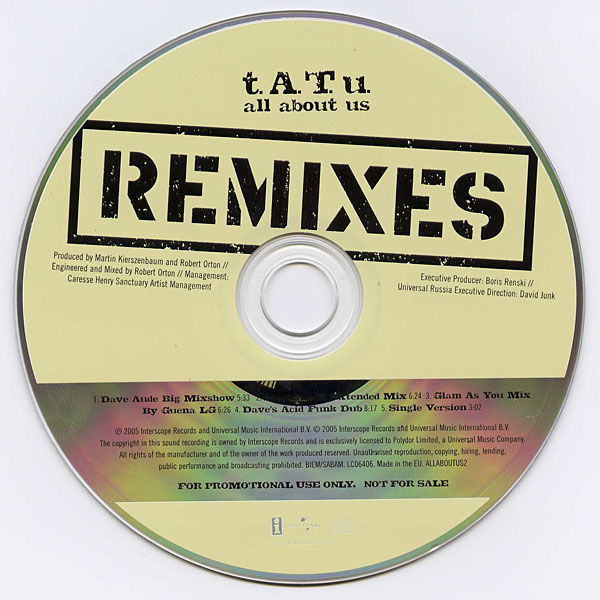 t.A.T.u.
all about us
REMIXES
Produced by Martin Kierszenbaum and Robert Orton //
Engineered and Mixed by Robert Orton // Management:
Caresse Henry Sanctuary Artist Management
Executive Producer: Boris Renski //
Universal Russia Executive Direction: David Junk
1. Dave Aude Big Mixshow 5:33 2. Extended Mix 6:24 3. Glam As You Mix
By Guena LG 6:26 4. Dave's Acid Funk Dub 8:17 5. Single Version 3:02
℗ 2005 Interscope Records and Universal Music International B.V. © 2005 Interscope Records and Universal Music International B.V.
The copyright in this sound recording is owned by Interscope Records and is exclusively licensed to Polydor Limited, a Universal Music Company.
All rights of the manufacturer and of the owner of the work produced reserved. Unauthorised reproduction, copying, hiring, lending,
public performance and broadcasting prohibited. BIEM/SABAM. LC06406. Made in the EU. ALLABOUTUS2
FOR PROMOTIONAL USE ONLY. NOT FOR SALE
i UNIVERSAL